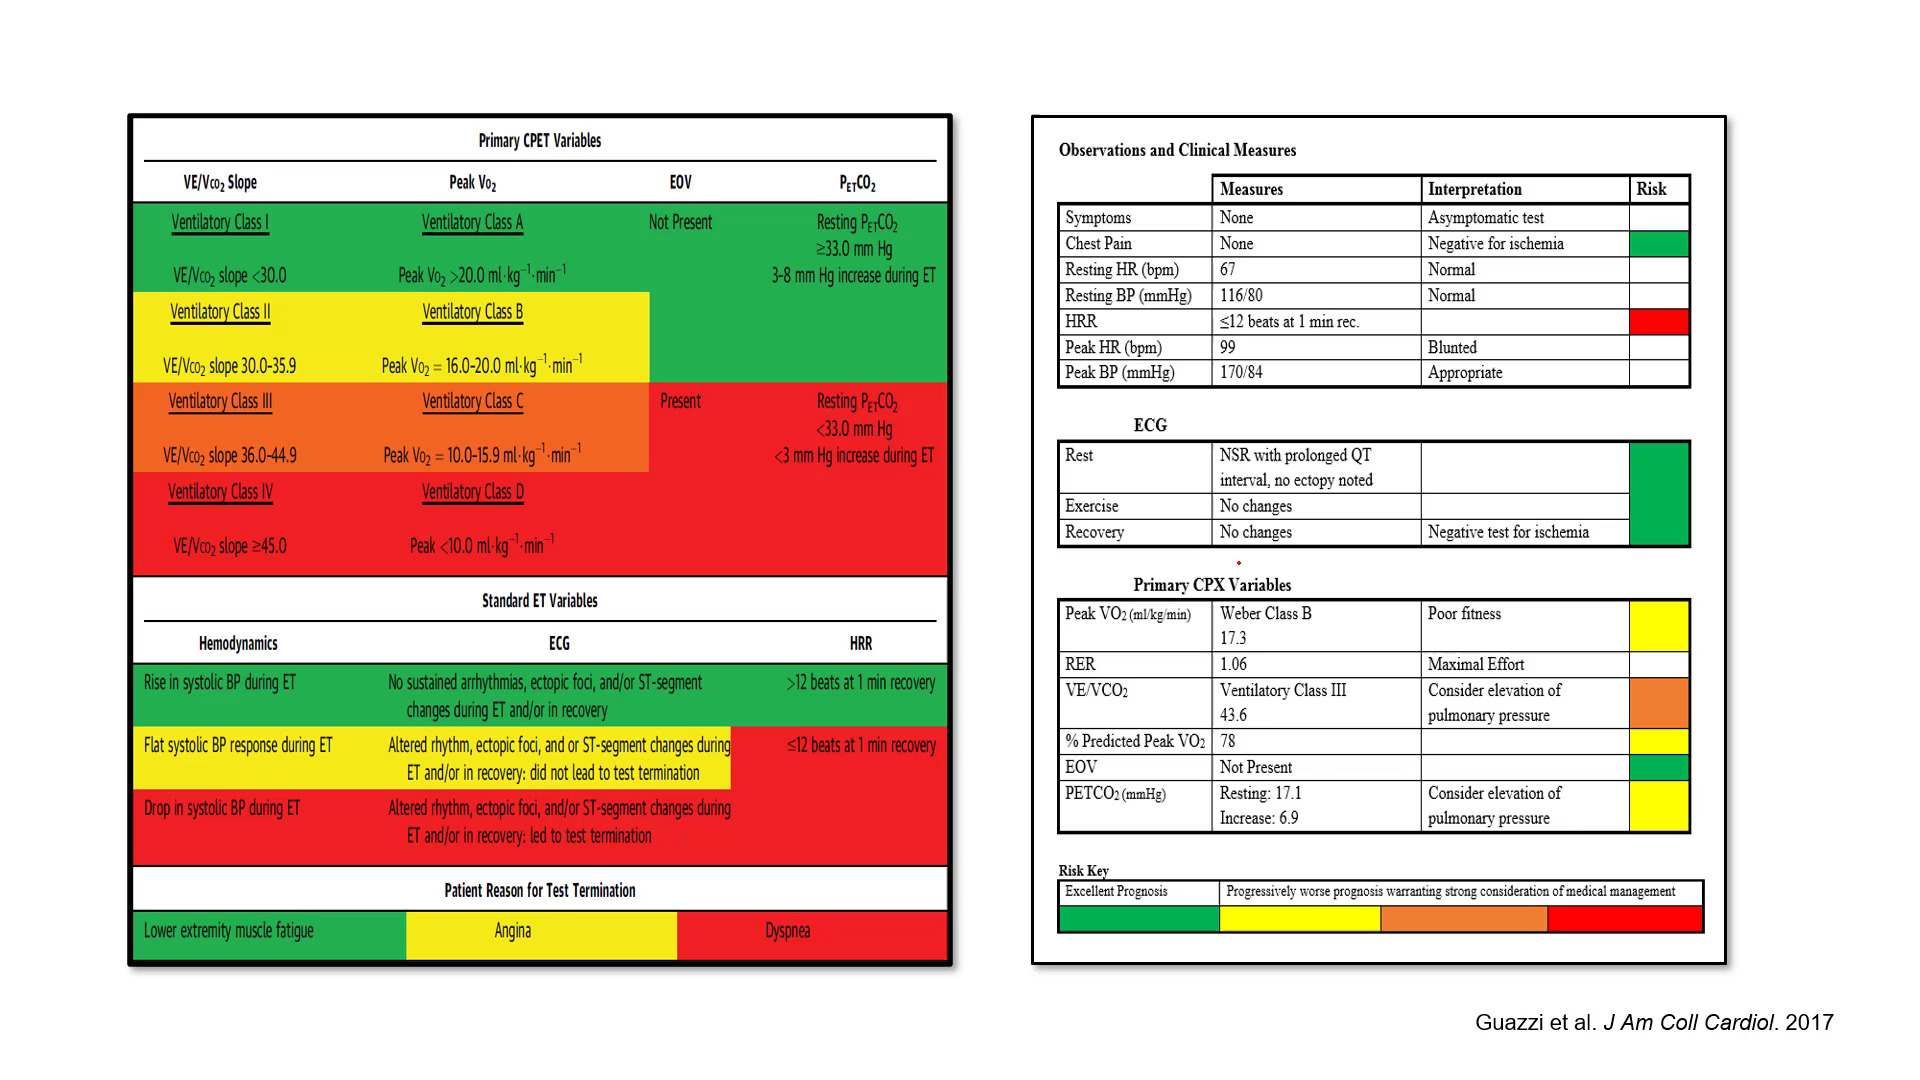 Primary CPET Variables
VE/VCO₂ Slope Peak VO₂ EOV PETCO₂
Ventilatory Class I Ventilatory Class A Not Present Resting PETCO₂
≥33.0 mm Hg
VE/VCO₂ slope <30.0 Peak VO₂ >20.0 ml·kg⁻¹·min⁻¹ 3-8 mm Hg increase during ET
Ventilatory Class II Ventilatory Class B
VE/VCO₂ slope 30.0-35.9 Peak VO₂ = 16.0-20.0 ml·kg⁻¹·min⁻¹
Ventilatory Class III Ventilatory Class C Present Resting PETCO₂
<33.0 mm Hg
VE/VCO₂ slope 36.0-44.9 Peak VO₂ = 10.0-15.9 ml·kg⁻¹·min⁻¹ <3 mm Hg increase during ET
Ventilatory Class IV Ventilatory Class D
VE/VCO₂ slope ≥45.0 Peak <10.0 ml·kg⁻¹·min⁻¹
Standard ET Variables
Hemodynamics ECG HRR
Rise in systolic BP during ET No sustained arrhythmias, ectopic foci, and/or ST-segment >12 beats at 1 min recovery
changes during ET and/or in recovery
Flat systolic BP response during ET Altered rhythm, ectopic foci, and or ST-segment changes during ≤12 beats at 1 min recovery
ET and/or in recovery: did not lead to test termination
Drop in systolic BP during ET Altered rhythm, ectopic foci, and/or ST-segment changes during
ET and/or in recovery: led to test termination
Patient Reason for Test Termination
Lower extremity muscle fatigue Angina Dyspnea
Observations and Clinical Measures
Measures Interpretation Risk
Symptoms None Asymptomatic test
Chest Pain None Negative for ischemia
Resting HR (bpm) 67 Normal
Resting BP (mmHg) 116/80 Normal
HRR ≤12 beats at 1 min rec.
Peak HR (bpm) 99 Blunted
Peak BP (mmHg) 170/84 Appropriate
ECG
Rest NSR with prolonged QT
interval, no ectopy noted
Exercise No changes
Recovery No changes Negative test for ischemia
Primary CPX Variables
Peak VO₂ (ml/kg/min) Weber Class B Poor fitness
17.3
RER 1.06 Maximal Effort
VE/VCO₂ Ventilatory Class III Consider elevation of
43.6 pulmonary pressure
% Predicted Peak VO₂ 78
EOV Not Present
PETCO₂ (mmHg) Resting: 17.1 Consider elevation of
Increase: 6.9 pulmonary pressure
Risk Key
Excellent Prognosis Progressively worse prognosis warranting strong consideration of medical management
Guazzi et al. J Am Coll Cardiol. 2017